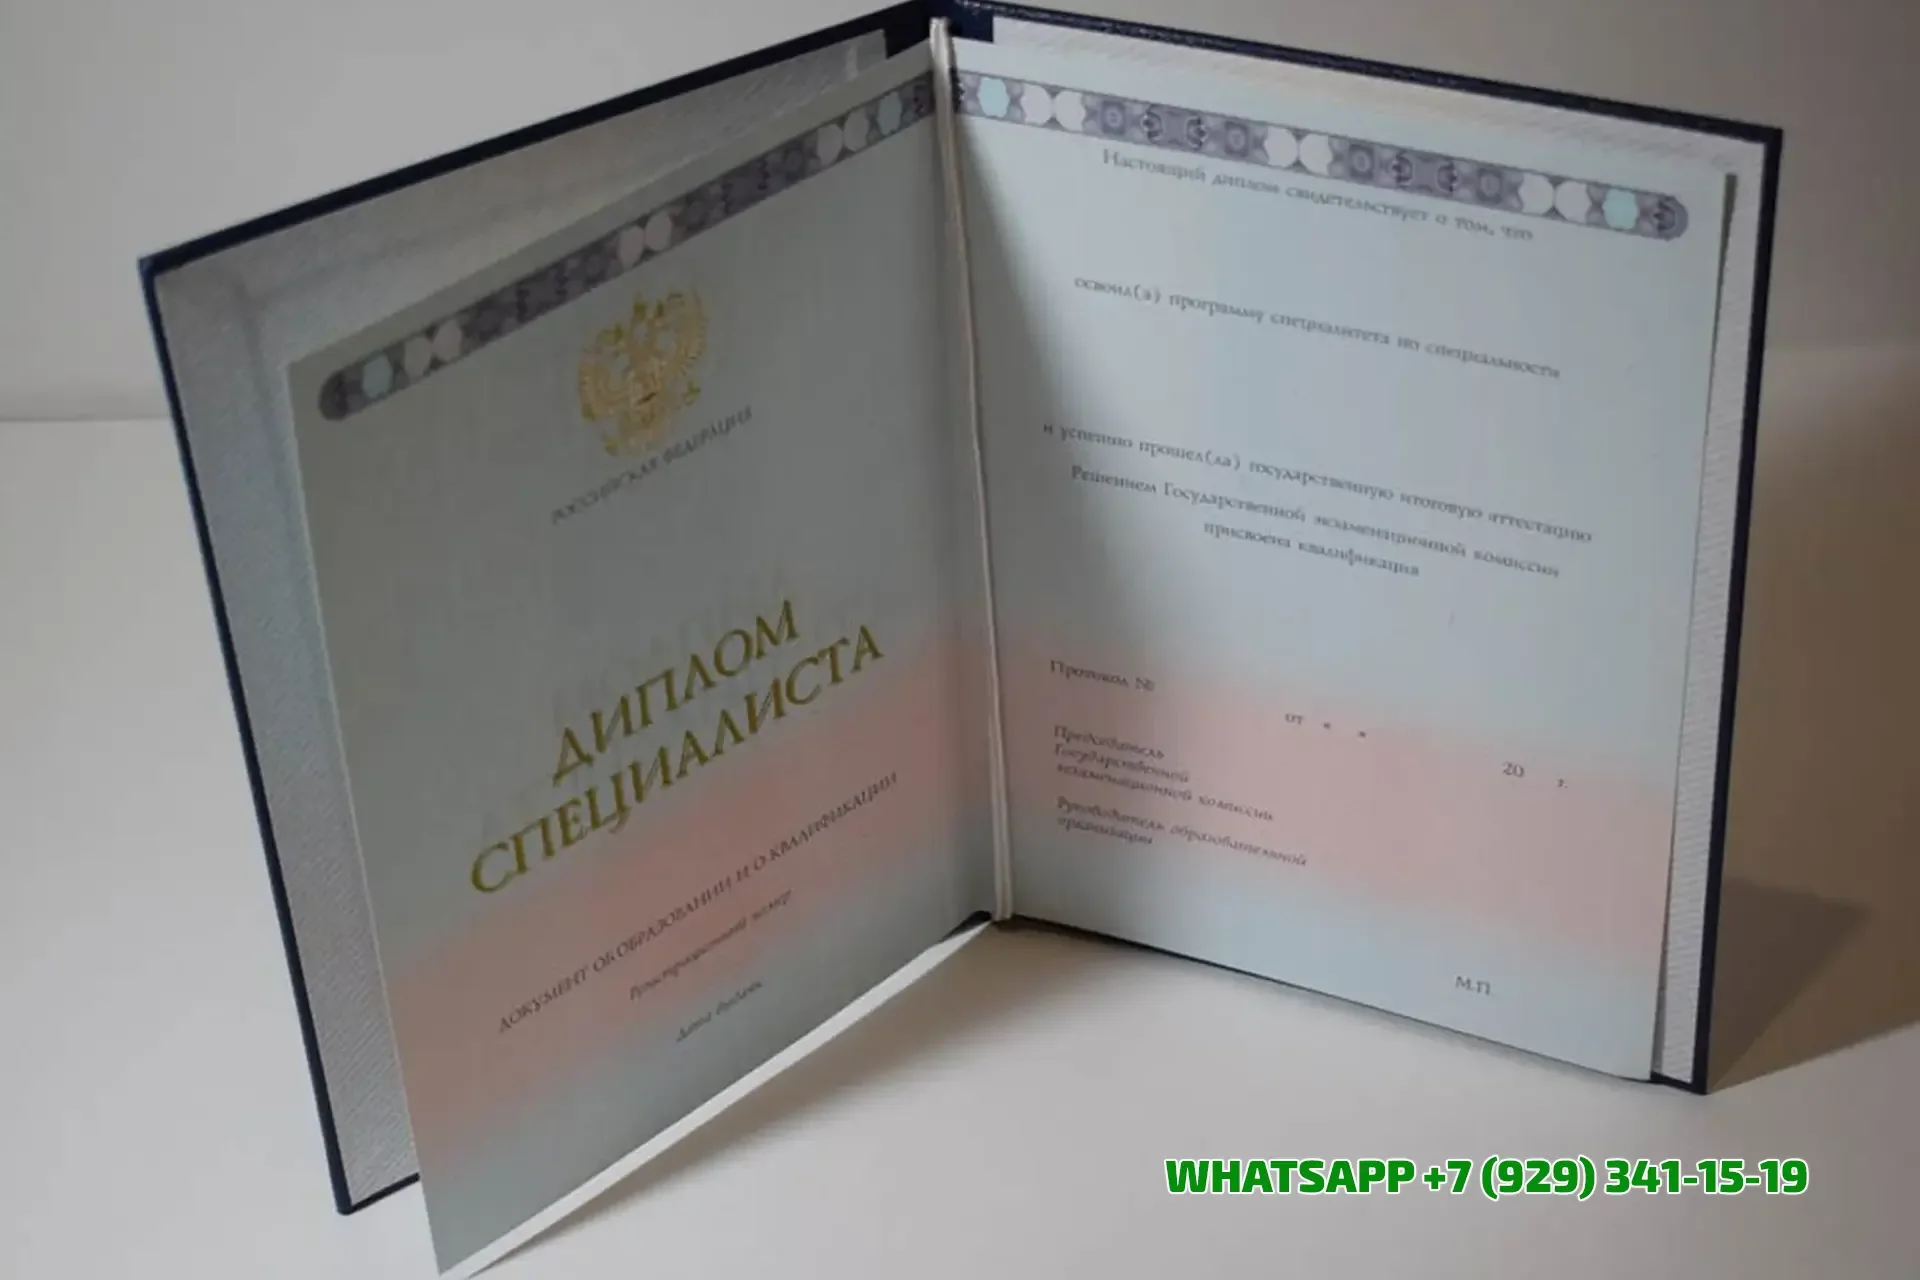 РОССИЙСКАЯ ФЕДЕРАЦИЯ
ДИПЛОМ
СПЕЦИАЛИСТА
ДОКУМЕНТ ОБ ОБРАЗОВАНИИ И О КВАЛИФИКАЦИИ
Регистрационный номер
Дата выдачи
Настоящий диплом свидетельствует о том, что
освоил(а) программу специалитета по специальности
и успешно прошел(ла) государственную итоговую аттестацию
Решением Государственной экзаменационной комиссии
присвоена квалификация
Протокол №
от « »
20 г.
Председатель
Государственной
экзаменационной комиссии
Руководитель образовательной
организации
М.П.
WHATSAPP +7 (929) 341-15-19